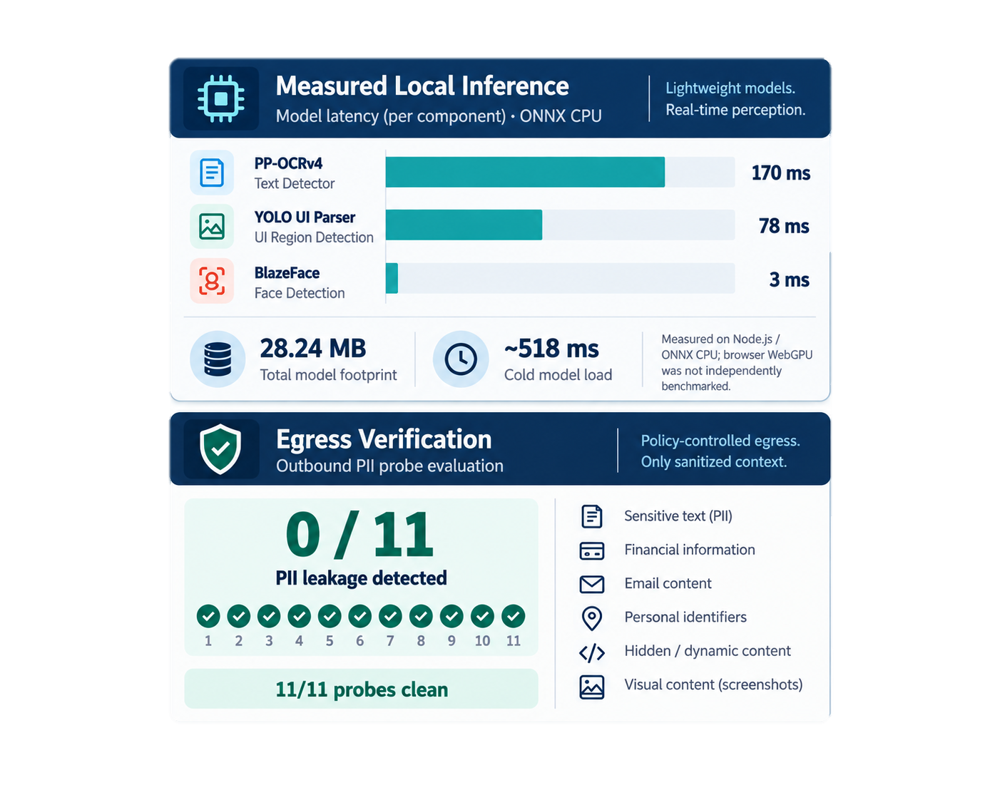 Measured Local Inference
Model latency (per component) • ONNX CPU
Lightweight models.
Real-time perception.
PP-OCRv4
Text Detector
170 ms
YOLO UI Parser
UI Region Detection
78 ms
BlazeFace
Face Detection
3 ms
28.24 MB
Total model footprint
~518 ms
Cold model load
Measured on Node.js /
ONNX CPU; browser WebGPU
was not independently
benchmarked.
Egress Verification
Outbound PII probe evaluation
Policy-controlled egress.
Only sanitized context.
0 / 11
PII leakage detected
1 2 3 4 5 6 7 8 9 10 11
11/11 probes clean
Sensitive text (PII)
Financial information
Email content
Personal identifiers
Hidden / dynamic content
Visual content (screenshots)